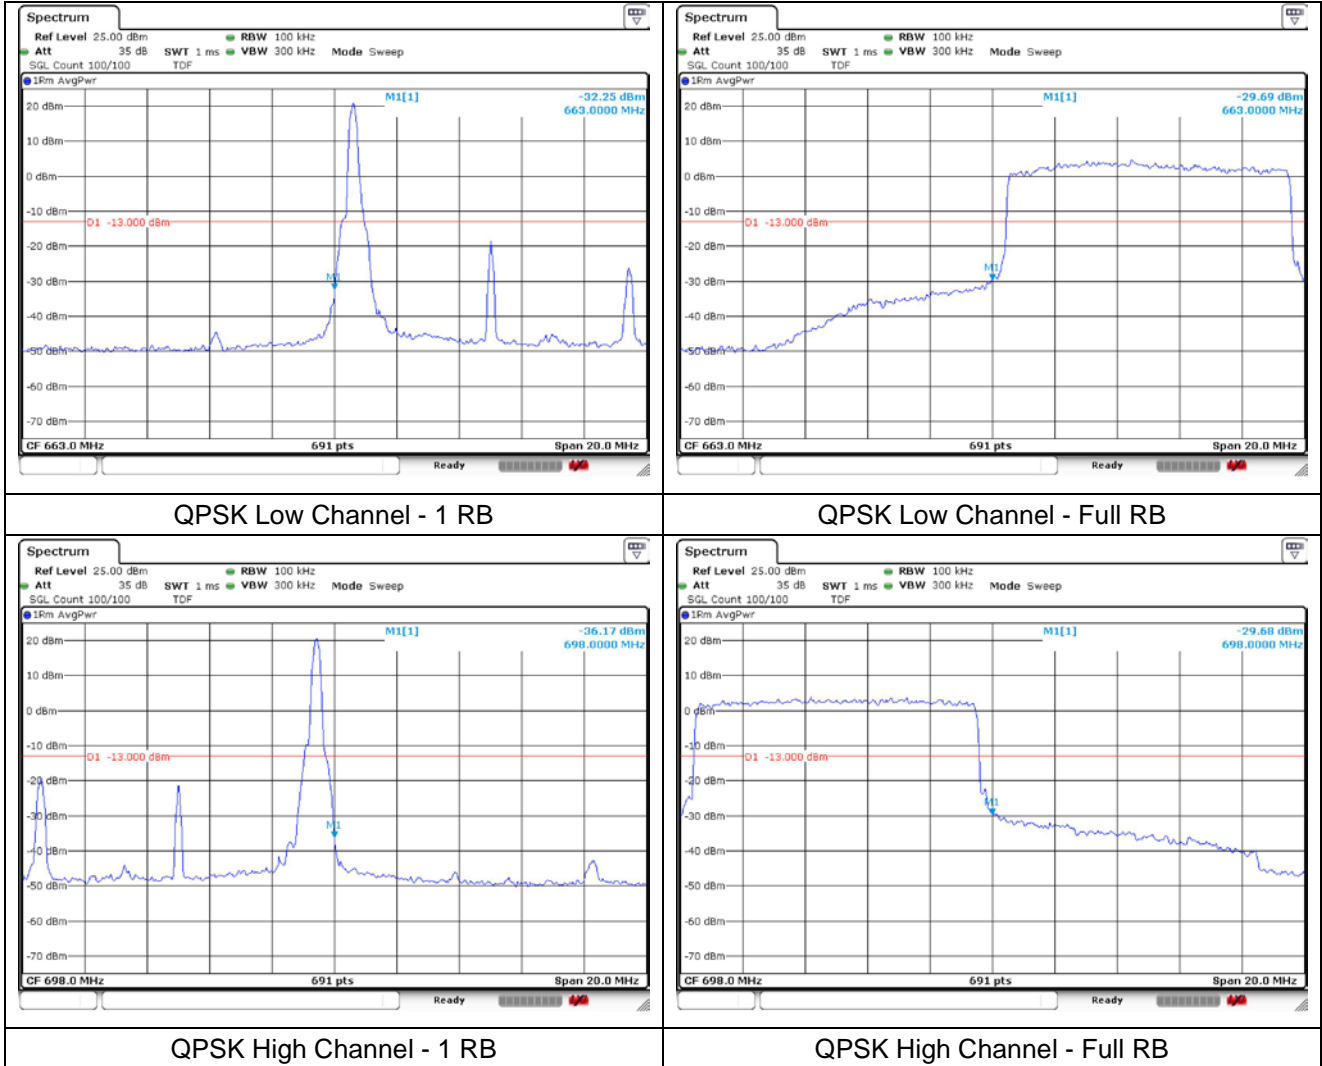 Spectrum
Ref Level 25.00 dBm RBW 100 kHz
Att 35 dB SWT 1 ms VBW 300 kHz Mode Sweep
SGL Count 100/100 TDF
1Rm AvgPwr
M1[1] -32.25 dBm
663.0000 MHz
20 dBm
10 dBm
0 dBm
-10 dBm
D1 -13.000 dBm
-20 dBm
M1
-30 dBm
-40 dBm
-50 dBm
-60 dBm
-70 dBm
CF 663.0 MHz 691 pts Span 20.0 MHz
Ready
QPSK Low Channel - 1 RB
Spectrum
Ref Level 25.00 dBm RBW 100 kHz
Att 35 dB SWT 1 ms VBW 300 kHz Mode Sweep
SGL Count 100/100 TDF
1Rm AvgPwr
M1[1] -29.69 dBm
663.0000 MHz
20 dBm
10 dBm
0 dBm
-10 dBm
D1 -13.000 dBm
-20 dBm
M1
-30 dBm
-40 dBm
-50 dBm
-60 dBm
-70 dBm
CF 663.0 MHz 691 pts Span 20.0 MHz
Ready
QPSK Low Channel - Full RB
Spectrum
Ref Level 25.00 dBm RBW 100 kHz
Att 35 dB SWT 1 ms VBW 300 kHz Mode Sweep
SGL Count 100/100 TDF
1Rm AvgPwr
M1[1] -36.17 dBm
698.0000 MHz
20 dBm
10 dBm
0 dBm
-10 dBm
D1 -13.000 dBm
-20 dBm
-30 dBm
M1
-40 dBm
-50 dBm
-60 dBm
-70 dBm
CF 698.0 MHz 691 pts Span 20.0 MHz
Ready
QPSK High Channel - 1 RB
Spectrum
Ref Level 25.00 dBm RBW 100 kHz
Att 35 dB SWT 1 ms VBW 300 kHz Mode Sweep
SGL Count 100/100 TDF
1Rm AvgPwr
M1[1] -29.68 dBm
698.0000 MHz
20 dBm
10 dBm
0 dBm
-10 dBm
D1 -13.000 dBm
-20 dBm
M1
-30 dBm
-40 dBm
-50 dBm
-60 dBm
-70 dBm
CF 698.0 MHz 691 pts Span 20.0 MHz
Ready
QPSK High Channel - Full RB